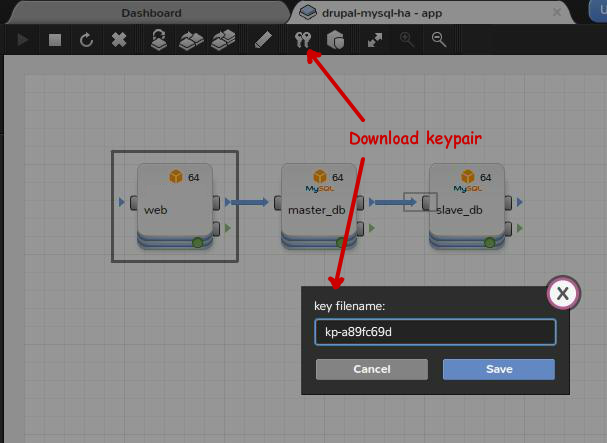 Dashboard
drupal-mysql-ha - app
Download keypair
64
web
64
MySQL
master_db
64
MySQL
slave_db
key filename:
kp-a89fc69d
Cancel
Save